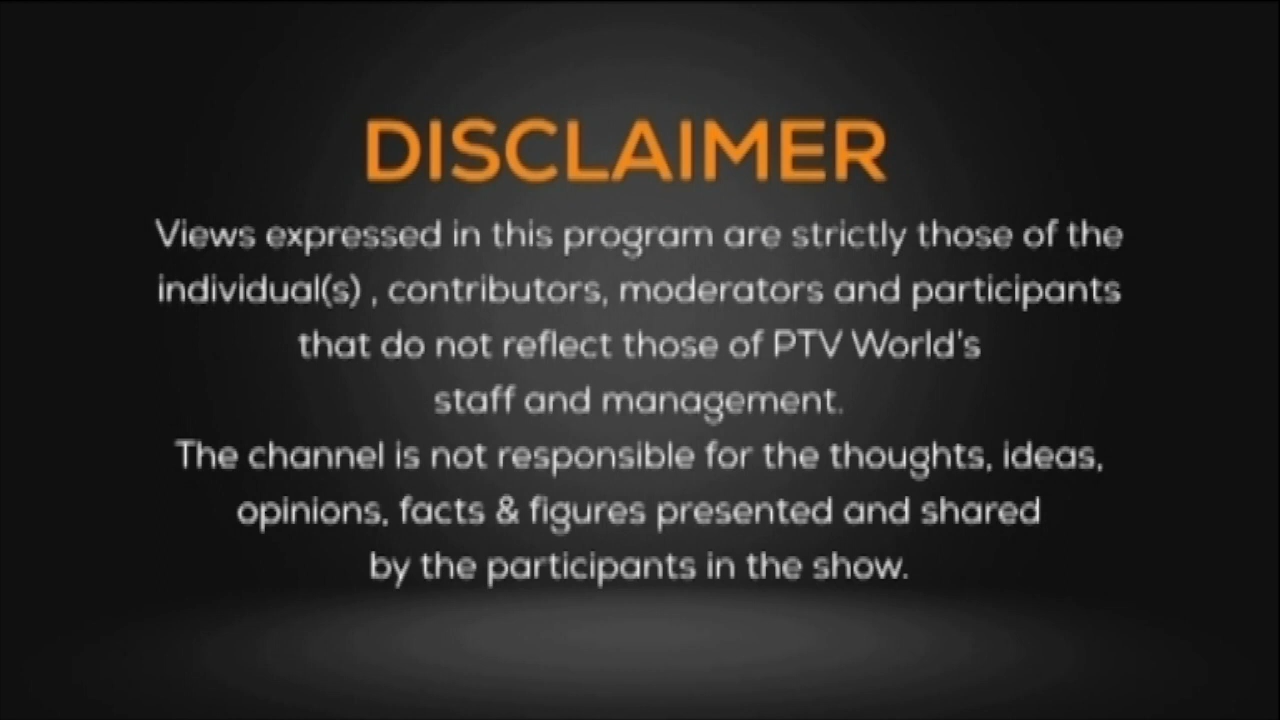 DISCLAIMER
Views expressed in this program are strictly those of the
individual(s) , contributors, moderators and participants
that do not reflect those of PTV World's
staff and management.
The channel is not responsible for the thoughts, ideas,
opinions, facts & figures presented and shared
by the participants in the show.